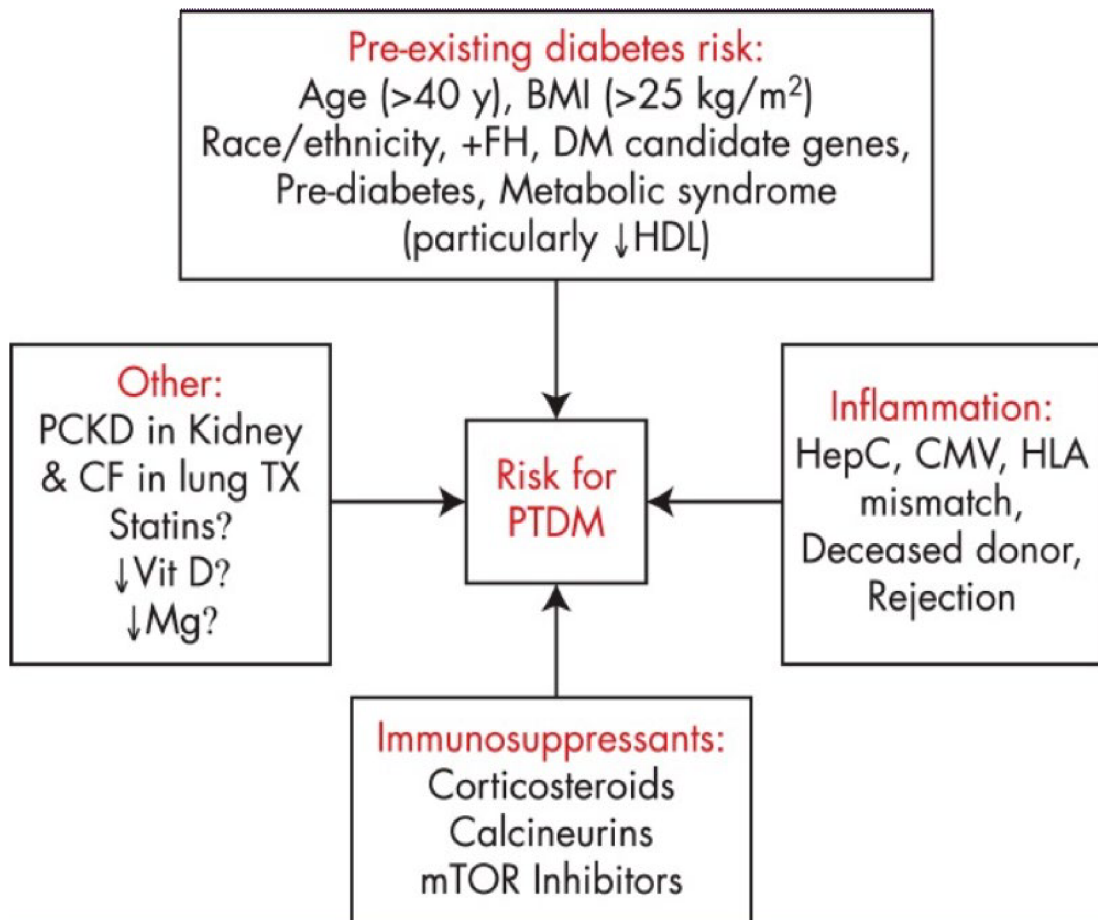 Pre-existing diabetes risk:
Age (>40 y), BMI (>25 kg/m²)
Race/ethnicity, +FH, DM candidate genes,
Pre-diabetes, Metabolic syndrome
(particularly ↓HDL)
Other:
PCKD in Kidney
& CF in lung TX
Statins?
↓Vit D?
↓Mg?
Risk for
PTDM
Inflammation:
HepC, CMV, HLA
mismatch,
Deceased donor,
Rejection
Immunosuppressants:
Corticosteroids
Calcineurins
mTOR Inhibitors